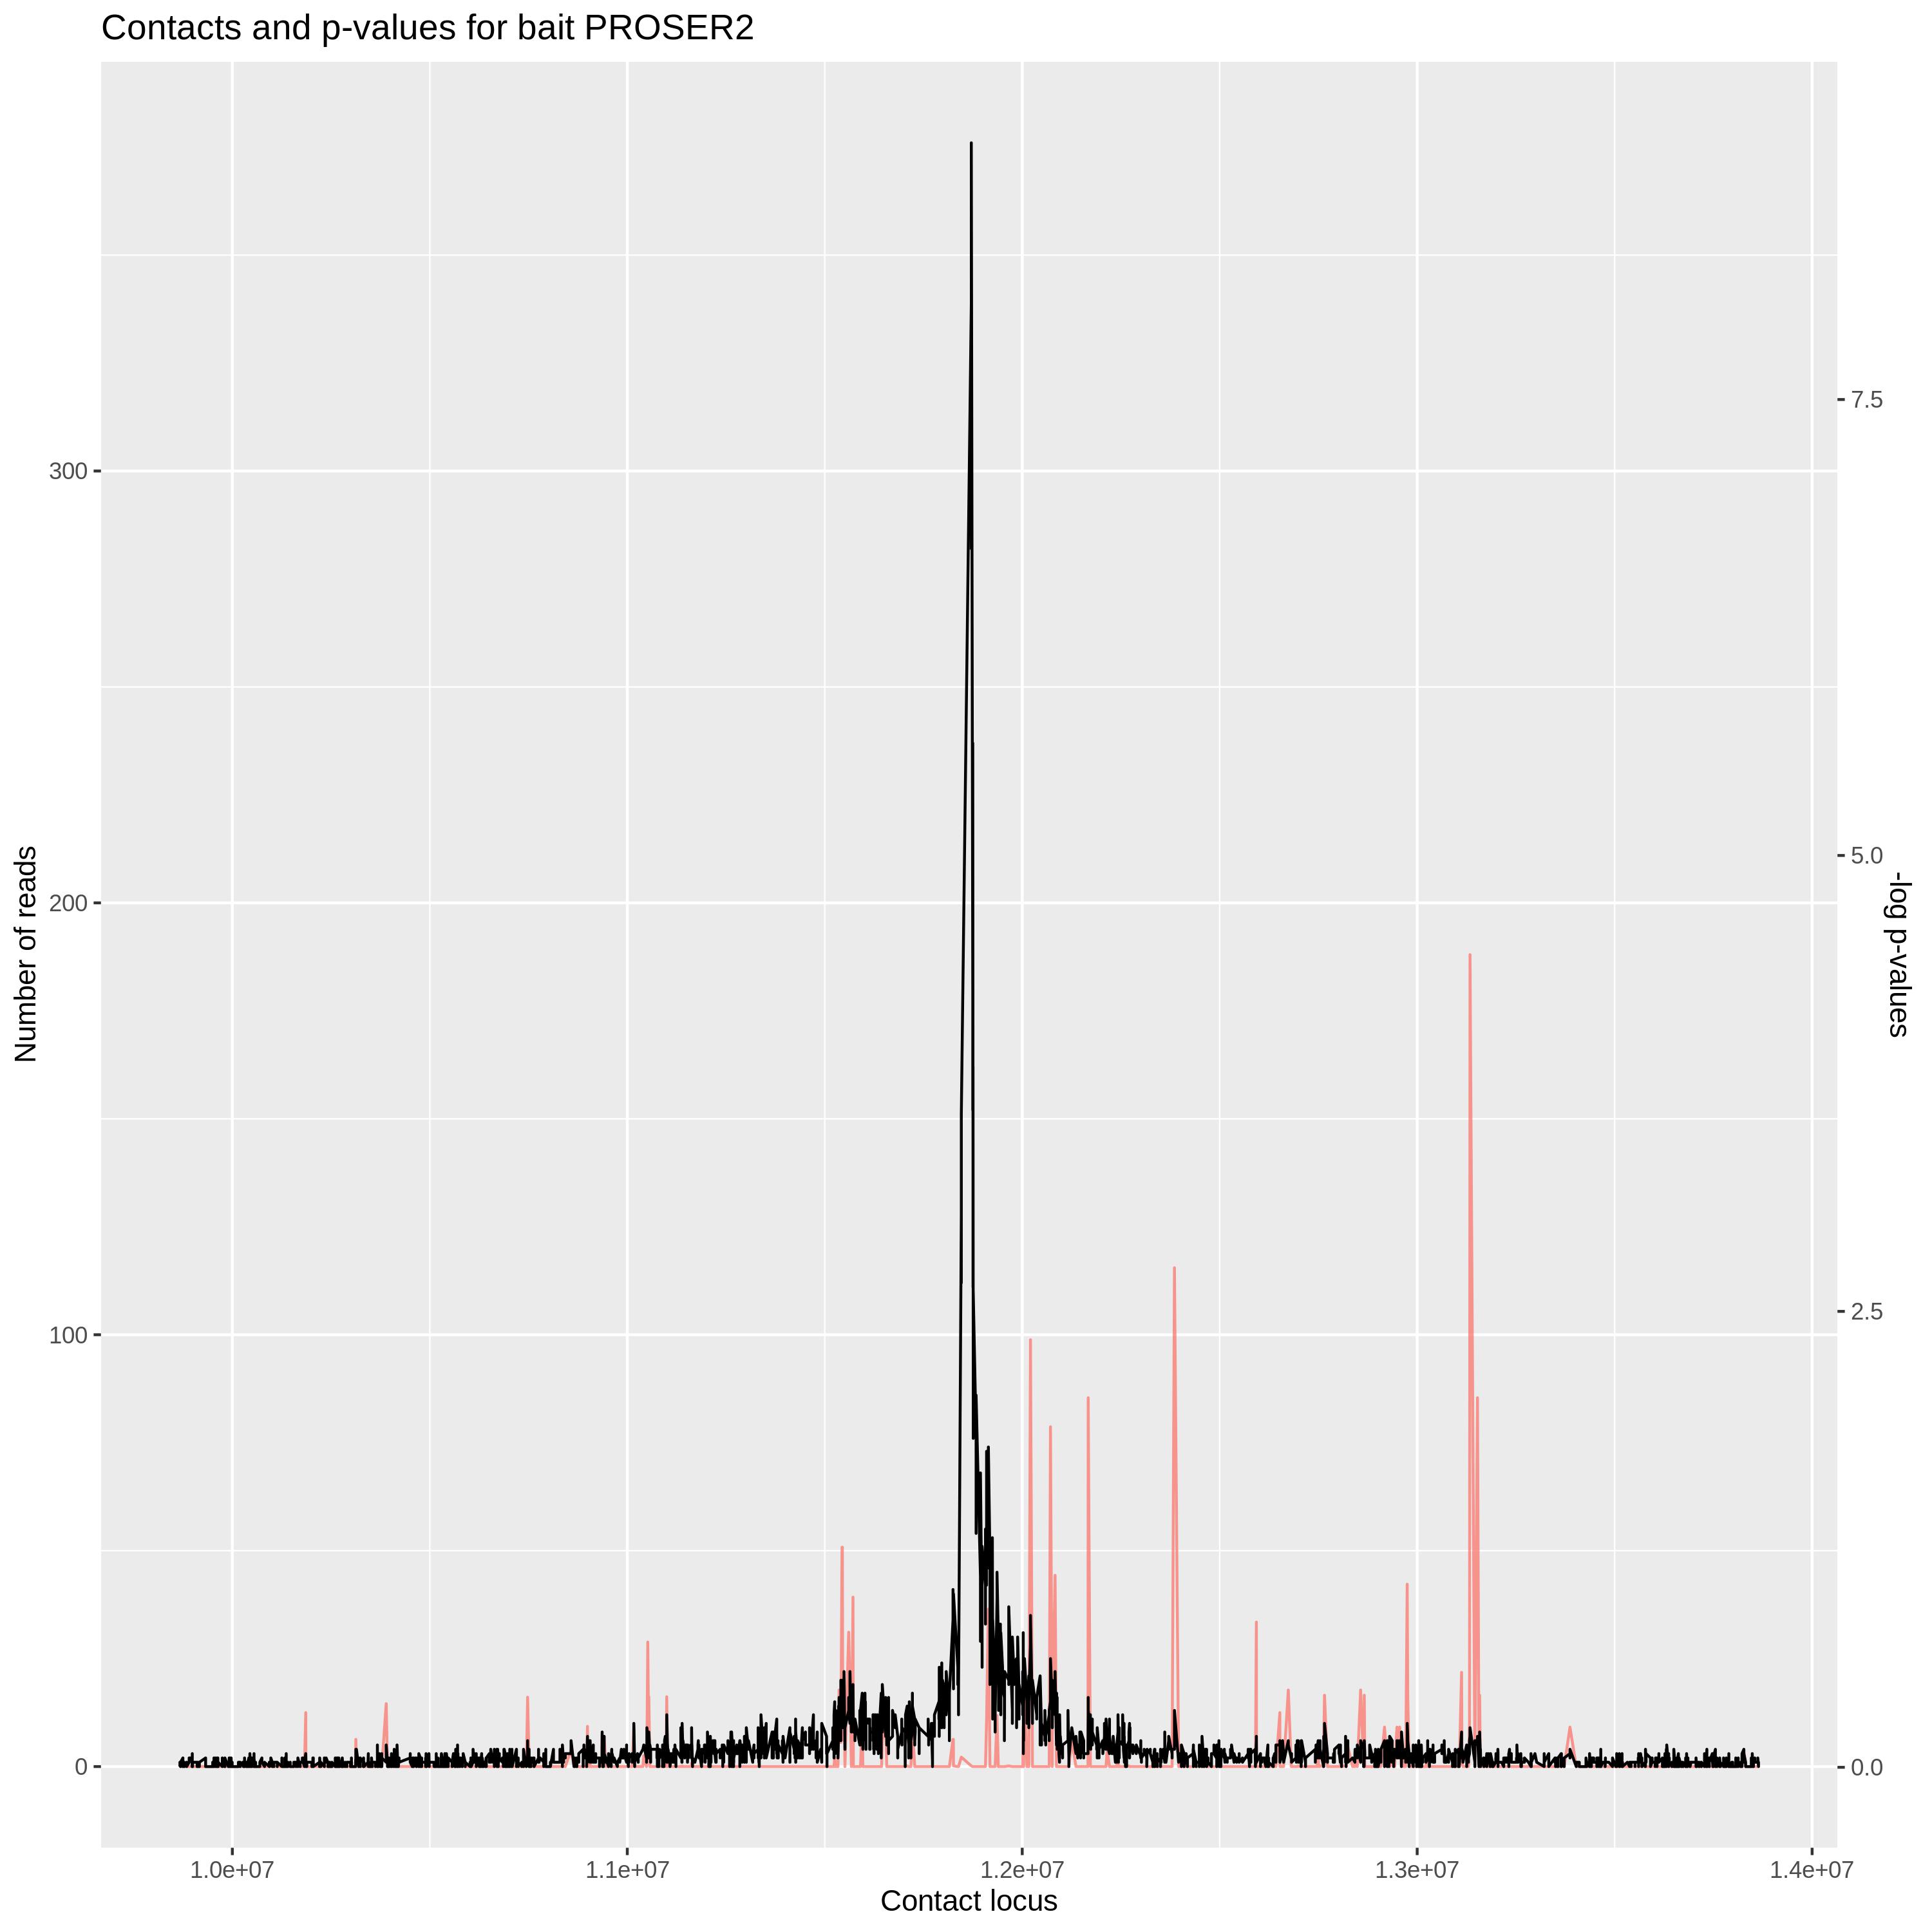 Contacts and p-values for bait PROSER2
Number of reads
300
200
100
0
7.5
5.0
2.5
0.0
-log p-values
1.0e+07
1.1e+07
1.2e+07
1.3e+07
1.4e+07
Contact locus